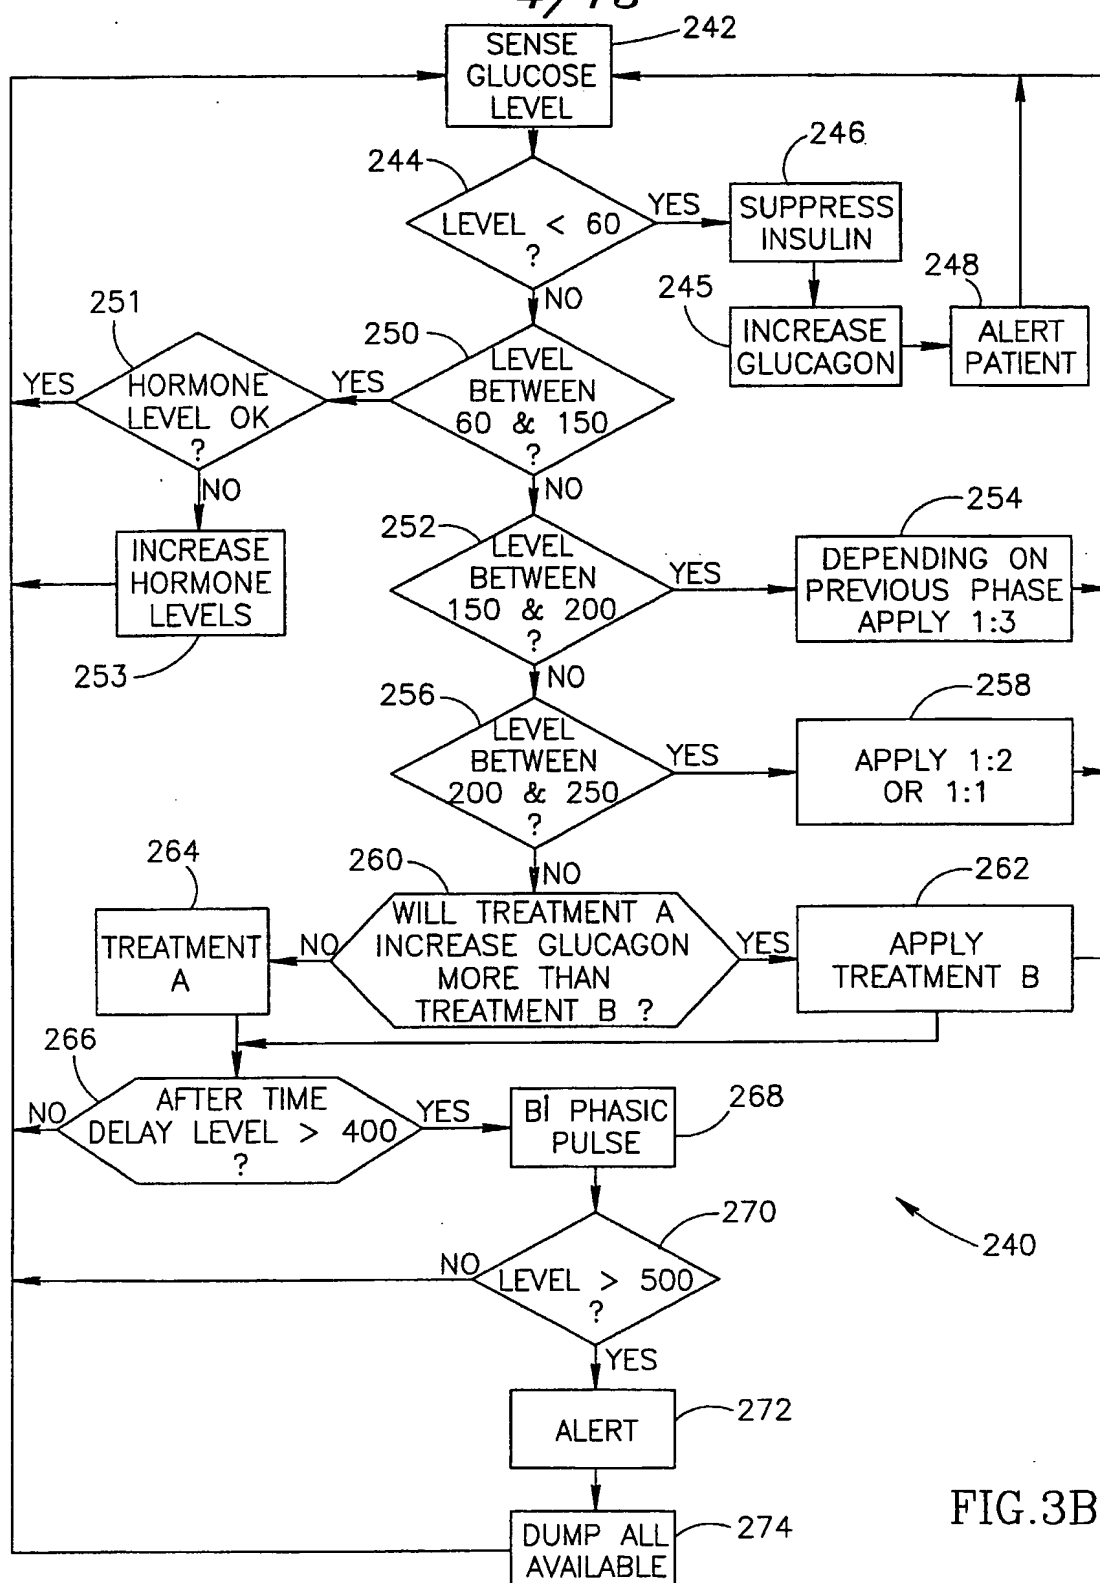 4/18
SENSE
GLUCOSE
LEVEL
242
244
LEVEL < 60
?
YES
NO
246
SUPPRESS
INSULIN
245
INCREASE
GLUCAGON
248
ALERT
PATIENT
251
HORMONE
LEVEL OK
?
YES
NO
250
LEVEL
BETWEEN
60 & 150
?
YES
NO
INCREASE
HORMONE
LEVELS
253
252
LEVEL
BETWEEN
150 & 200
?
YES
NO
254
DEPENDING ON
PREVIOUS PHASE
APPLY 1:3
256
LEVEL
BETWEEN
200 & 250
?
YES
NO
258
APPLY 1:2
OR 1:1
264
TREATMENT
A
260
WILL TREATMENT A
INCREASE GLUCAGON
MORE THAN
TREATMENT B ?
NO
YES
262
APPLY
TREATMENT B
266
AFTER TIME
DELAY LEVEL > 400
?
NO
YES
268
BI PHASIC
PULSE
270
LEVEL > 500
?
NO
YES
240
272
ALERT
274
DUMP ALL
AVAILABLE
FIG.3B